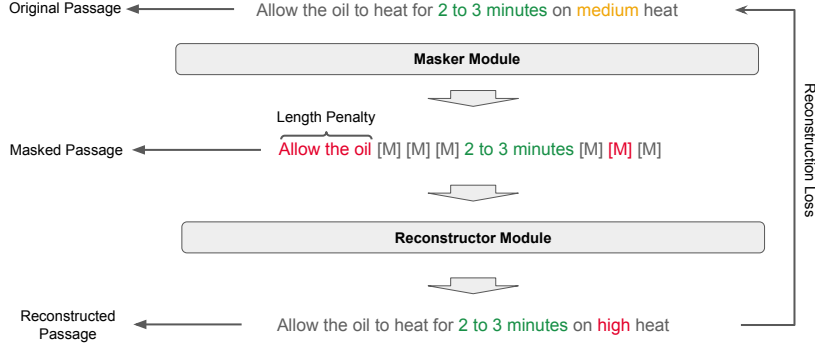 Original Passage
Allow the oil to heat for 2 to 3 minutes on medium heat
Masker Module
Length Penalty
Masked Passage
Allow the oil [M] [M] [M] 2 to 3 minutes [M] [M] [M]
Reconstruction Loss
Reconstructor Module
Reconstructed
Passage
Allow the oil to heat for 2 to 3 minutes on high heat